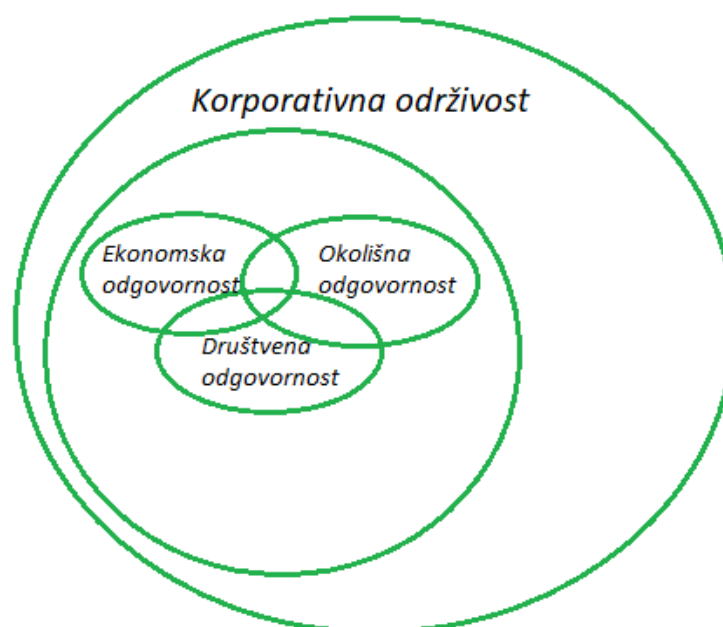 Korporativna održivost
Ekonomska
odgovornost
Okolišna
odgovornost
Društvena
odgovornost